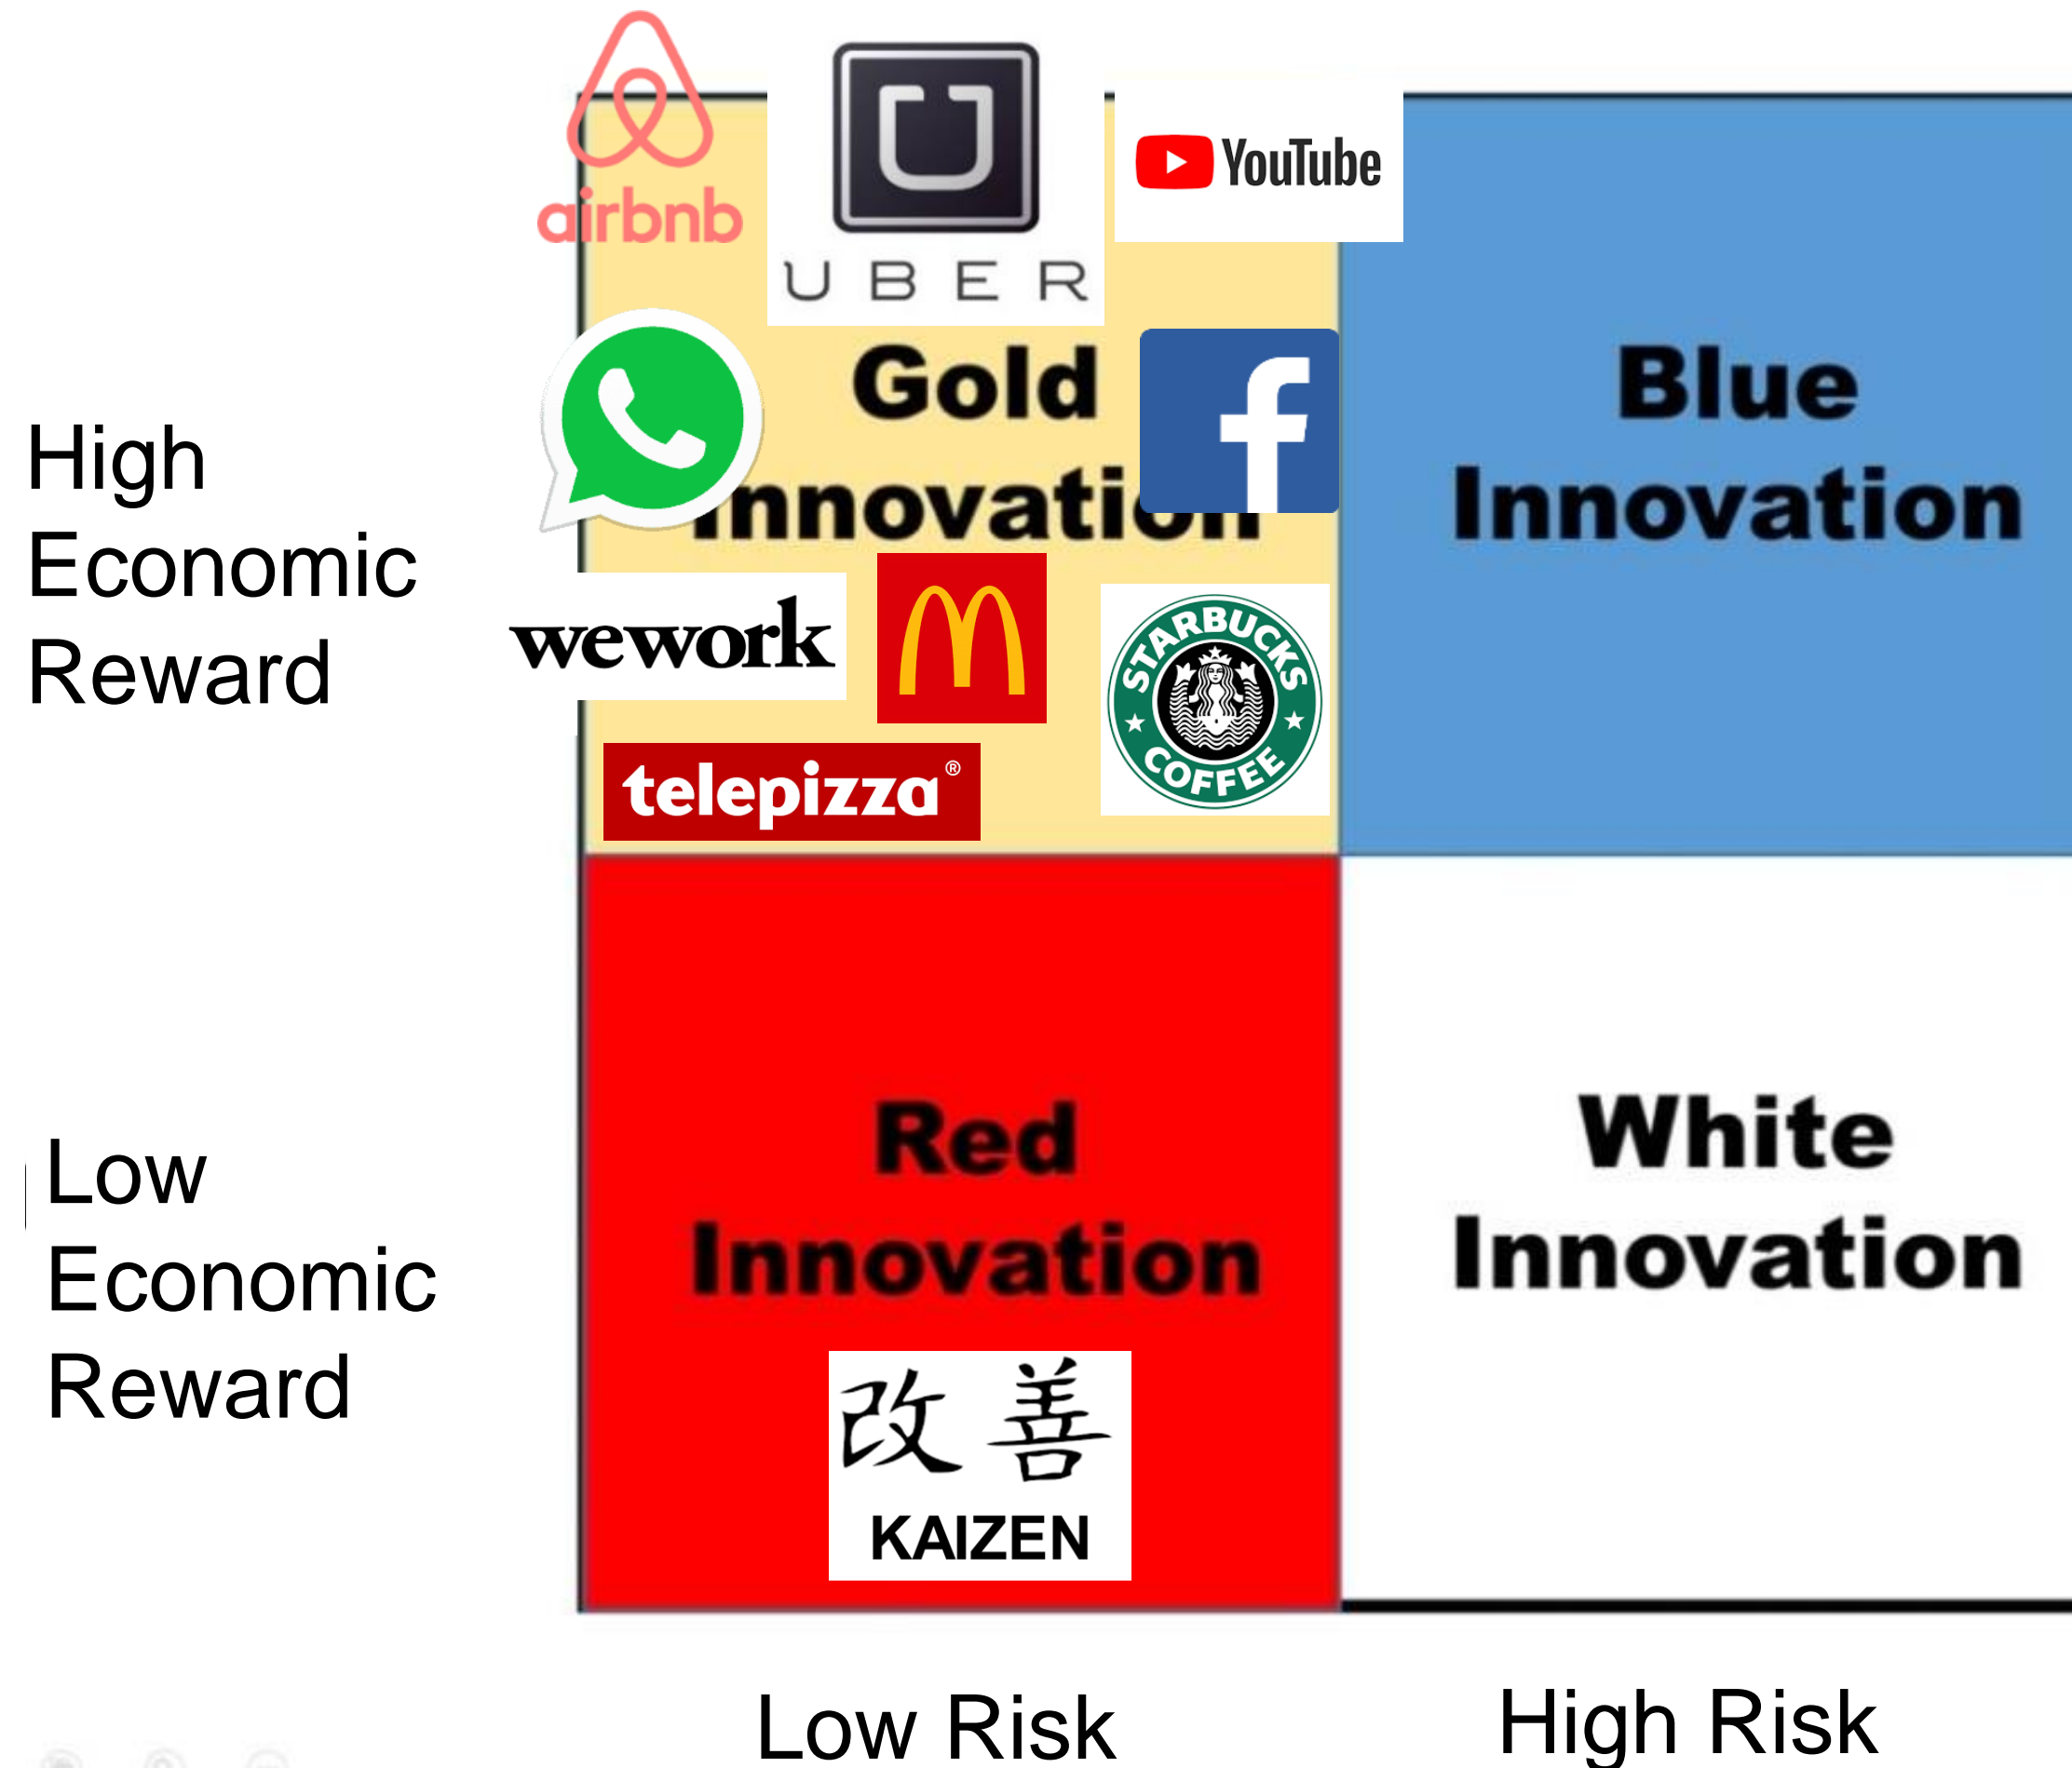 airbnb
UBER
YouTube
High
Economic
Reward
Gold
Innovation
Blue
Innovation
wework
STARBUCKS
COFFEE
telepizza®
Low
Economic
Reward
Red
Innovation
White
Innovation
改善
KAIZEN
Low Risk
High Risk